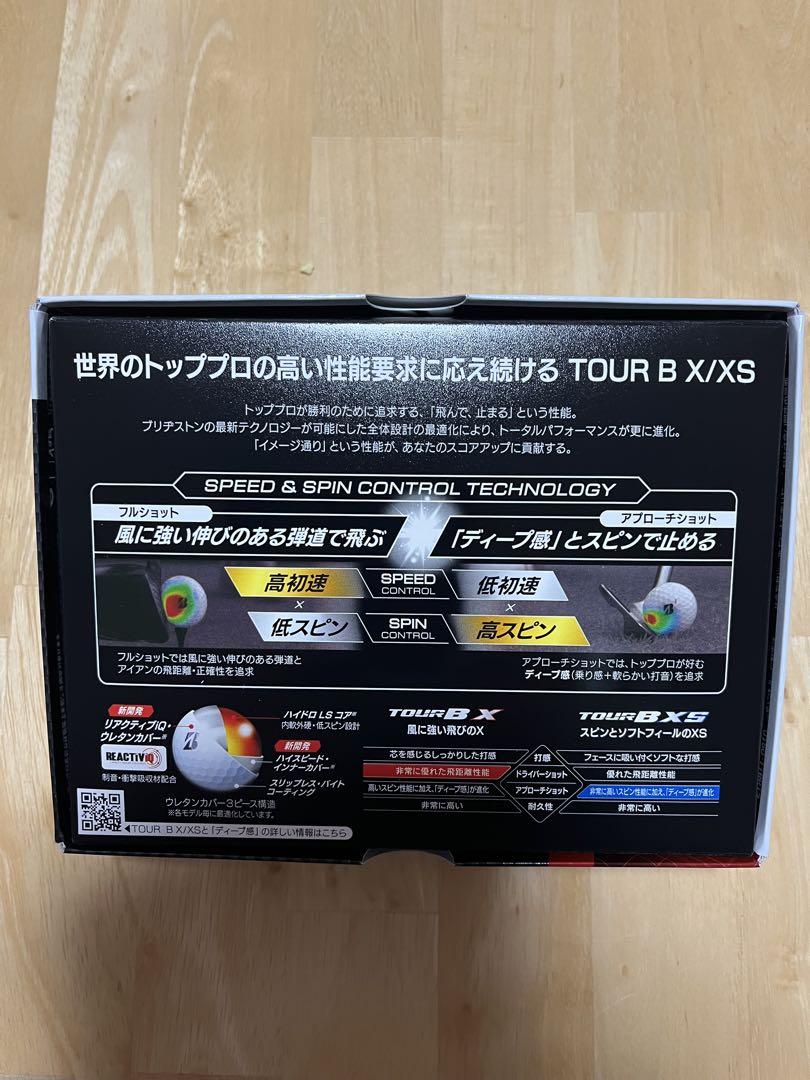 世界のトッププロの高い性能要求に応え続ける TOUR B X/XS
トッププロが勝利のために追求する、「飛んで、止まる」という性能。
ブリヂストンの最新テクノロジーが可能にした全体設計の最適化により、トータルパフォーマンスが更に進化。
「イメージ通り」という性能が、あなたのスコアアップに貢献する。
SPEED & SPIN CONTROL TECHNOLOGY
フルショット
風に強い伸びのある弾道で飛ぶ
アプローチショット
「ディープ感」とスピンで止める
高初速 SPEED CONTROL 低初速
× ×
低スピン SPIN CONTROL 高スピン
フルショットでは風に強い伸びのある弾道と
アイアンの飛距離・正確性を追求
アプローチショットでは、トッププロが好む
ディープ感(乗り感+軟らかい打音)を追求
新開発
リアクティブiQ・
ウレタンカバー※
REACTiV iQ
制音・衝撃吸収材配合
ハイドロ LS コア※
内軟外硬・低スピン設計
新開発
ハイスピード・
インナーカバー※
スリップレス・バイト
コーティング
ウレタンカバー3ピース構造
※各モデル毎に最適化しています。
TOUR B X/XSと「ディープ感」の詳しい情報はこちら
TOUR B X
風に強い飛びのX
TOUR B XS
スピンとソフトフィールのXS
芯を感じるしっかりした打感 打感 フェースに吸い付くソフトな打感
非常に優れた飛距離性能 ドライバーショット 優れた飛距離性能
高いスピン性能に加え、「ディープ感」が進化 アプローチショット 非常に高いスピン性能に加え、「ディープ感」が進化
非常に高い 耐久性 非常に高い